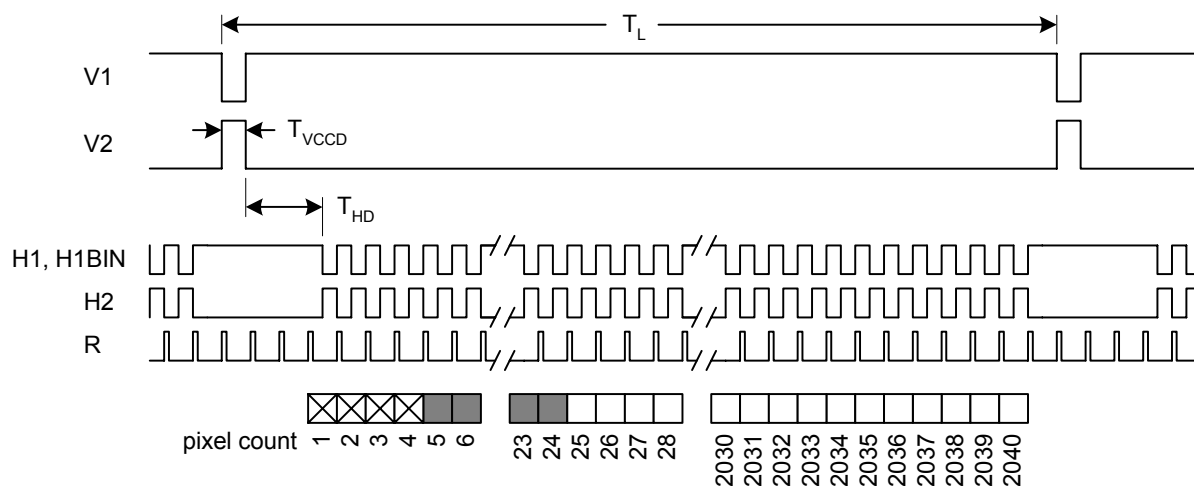 T_L
V1
V2
T_VCCD
T_HD
H1, H1BIN
H2
R
pixel count 1 2 3 4 5 6 23 24 25 26 27 28 2030 2031 2032 2033 2034 2035 2036 2037 2038 2039 2040